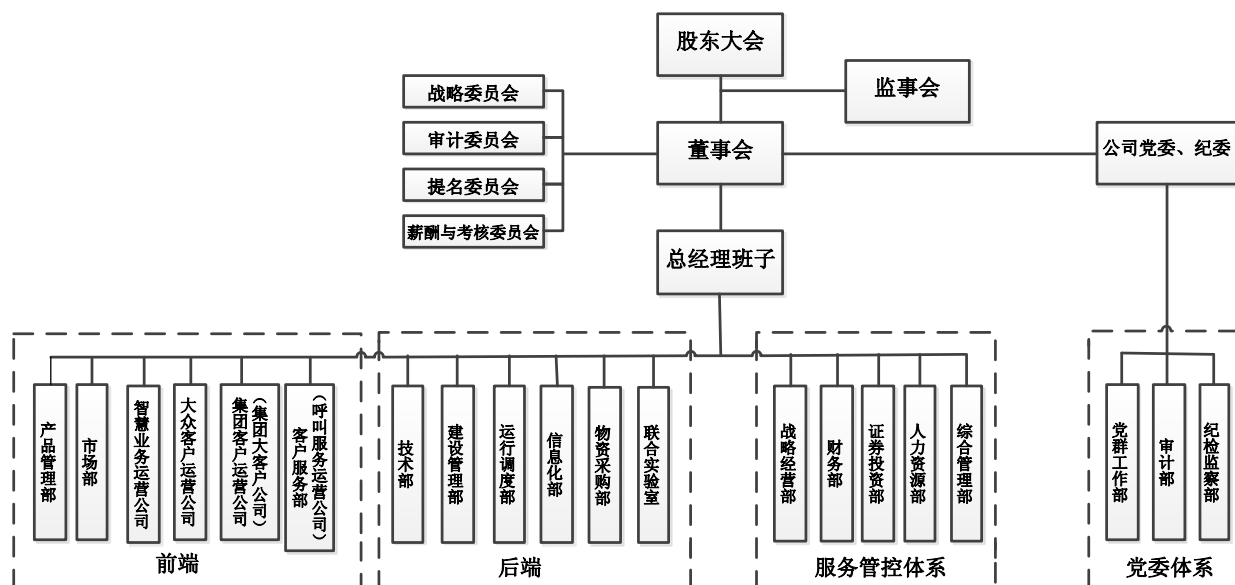 股东大会
监事会
战略委员会
审计委员会
提名委员会
薪酬与考核委员会
董事会
公司党委、纪委
总经理班子
产品管理部
市场部
智慧业务运营公司
大众客户运营公司
（集团大客户公司）
集团客户运营公司
（呼叫服务运营公司）
客户服务部
前端
技术部
建设管理部
运行调度部
信息化部
物资采购部
联合实验室
后端
战略经营部
财务部
证券投资部
人力资源部
综合管理部
服务管控体系
党群工作部
审计部
纪检监察部
党委体系